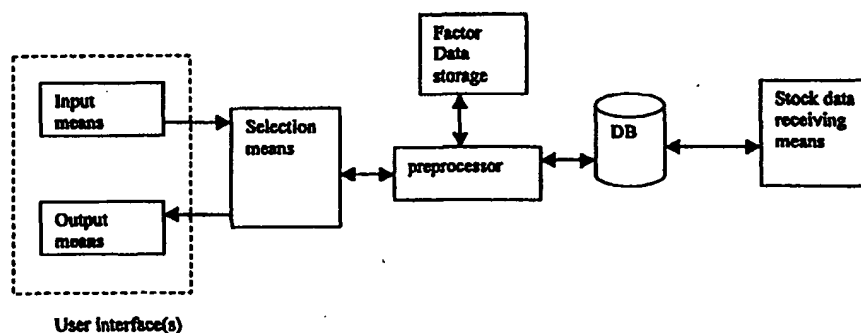 Factor
Data
storage
Input
means
Selection
means
DB
Stock data
receiving
means
preprocessor
Output
means
User interface(s)